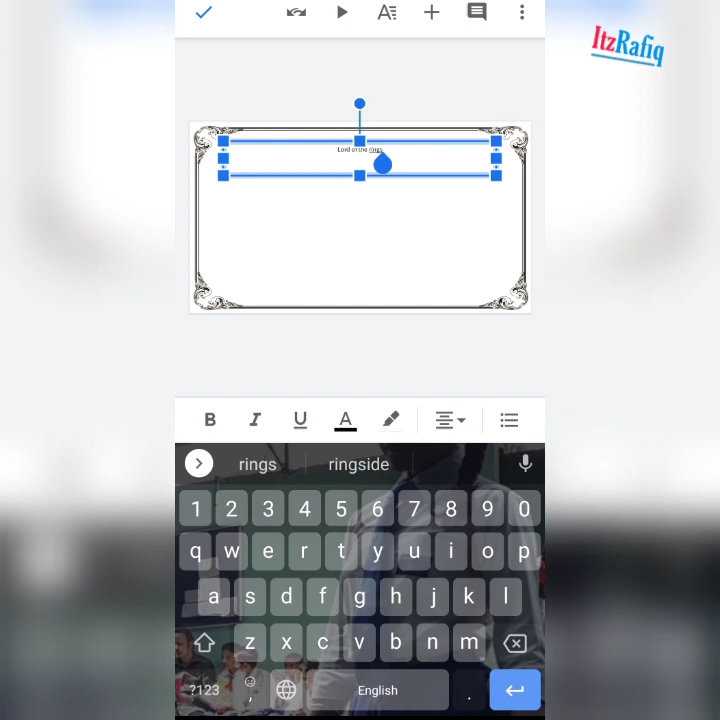 ItzRafiq
Lord of the rings
B I U A
rings ringside
1 2 3 4 5 6 7 8 9 0
q w e r t y u i o p
a s d f g h j k l
z x c v b n m
?123 , English .